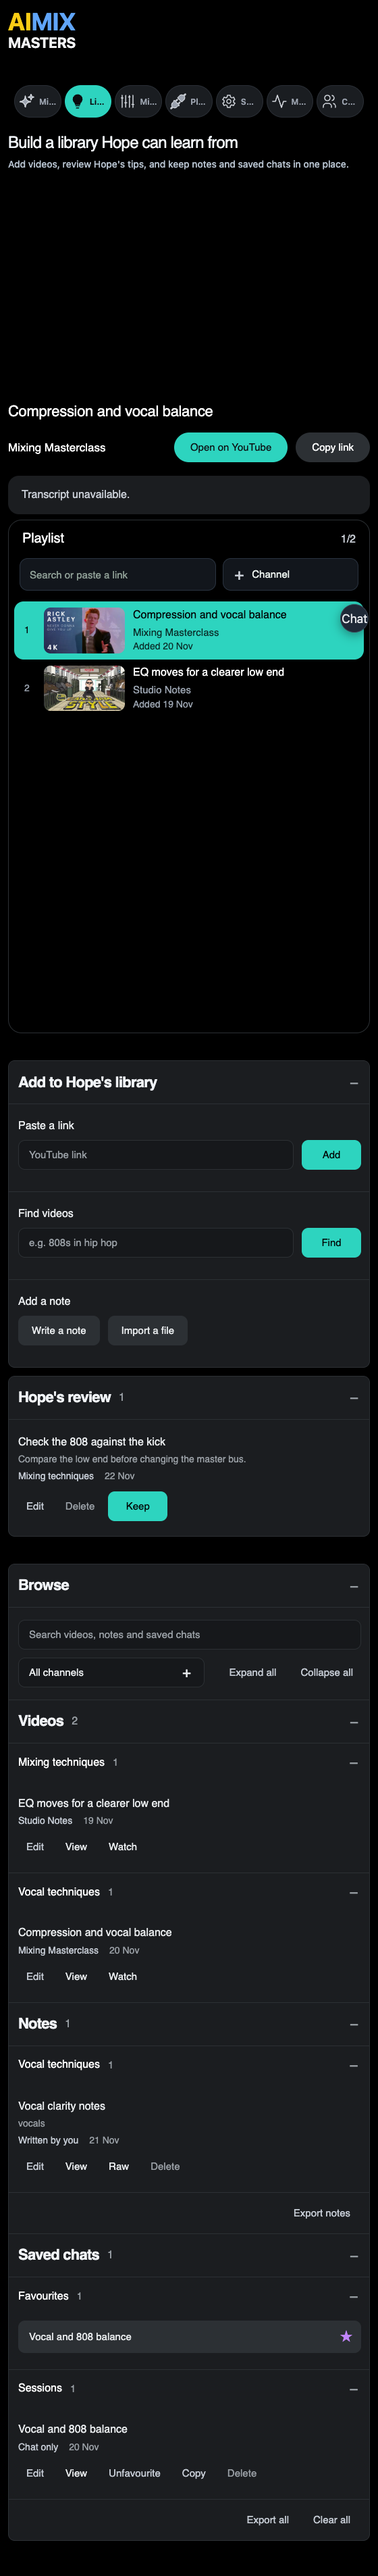 AIMIX
MASTERS
Mi...
Li...
Mi...
Pl...
S...
M...
C...
Build a library Hope can learn from
Add videos, review Hope's tips, and keep notes and saved chats in one place.
Compression and vocal balance
Mixing Masterclass
Open on YouTube
Copy link
Transcript unavailable.
Playlist
1/2
Search or paste a link
+ Channel
1
RICK
ASTLEY
4K
Compression and vocal balance
Mixing Masterclass
Added 20 Nov
Chat
2
STYLE
EQ moves for a clearer low end
Studio Notes
Added 19 Nov
Add to Hope's library
Paste a link
YouTube link
Add
Find videos
e.g. 808s in hip hop
Find
Add a note
Write a note
Import a file
Hope's review 1
Check the 808 against the kick
Compare the low end before changing the master bus.
Mixing techniques 22 Nov
Edit
Delete
Keep
Browse
Search videos, notes and saved chats
All channels +
Expand all
Collapse all
Videos 2
Mixing techniques 1
EQ moves for a clearer low end
Studio Notes 19 Nov
Edit
View
Watch
Vocal techniques 1
Compression and vocal balance
Mixing Masterclass 20 Nov
Edit
View
Watch
Notes 1
Vocal techniques 1
Vocal clarity notes
vocals
Written by you 21 Nov
Edit
View
Raw
Delete
Export notes
Saved chats 1
Favourites 1
Vocal and 808 balance
Sessions 1
Vocal and 808 balance
Chat only 20 Nov
Edit
View
Unfavourite
Copy
Delete
Export all
Clear all